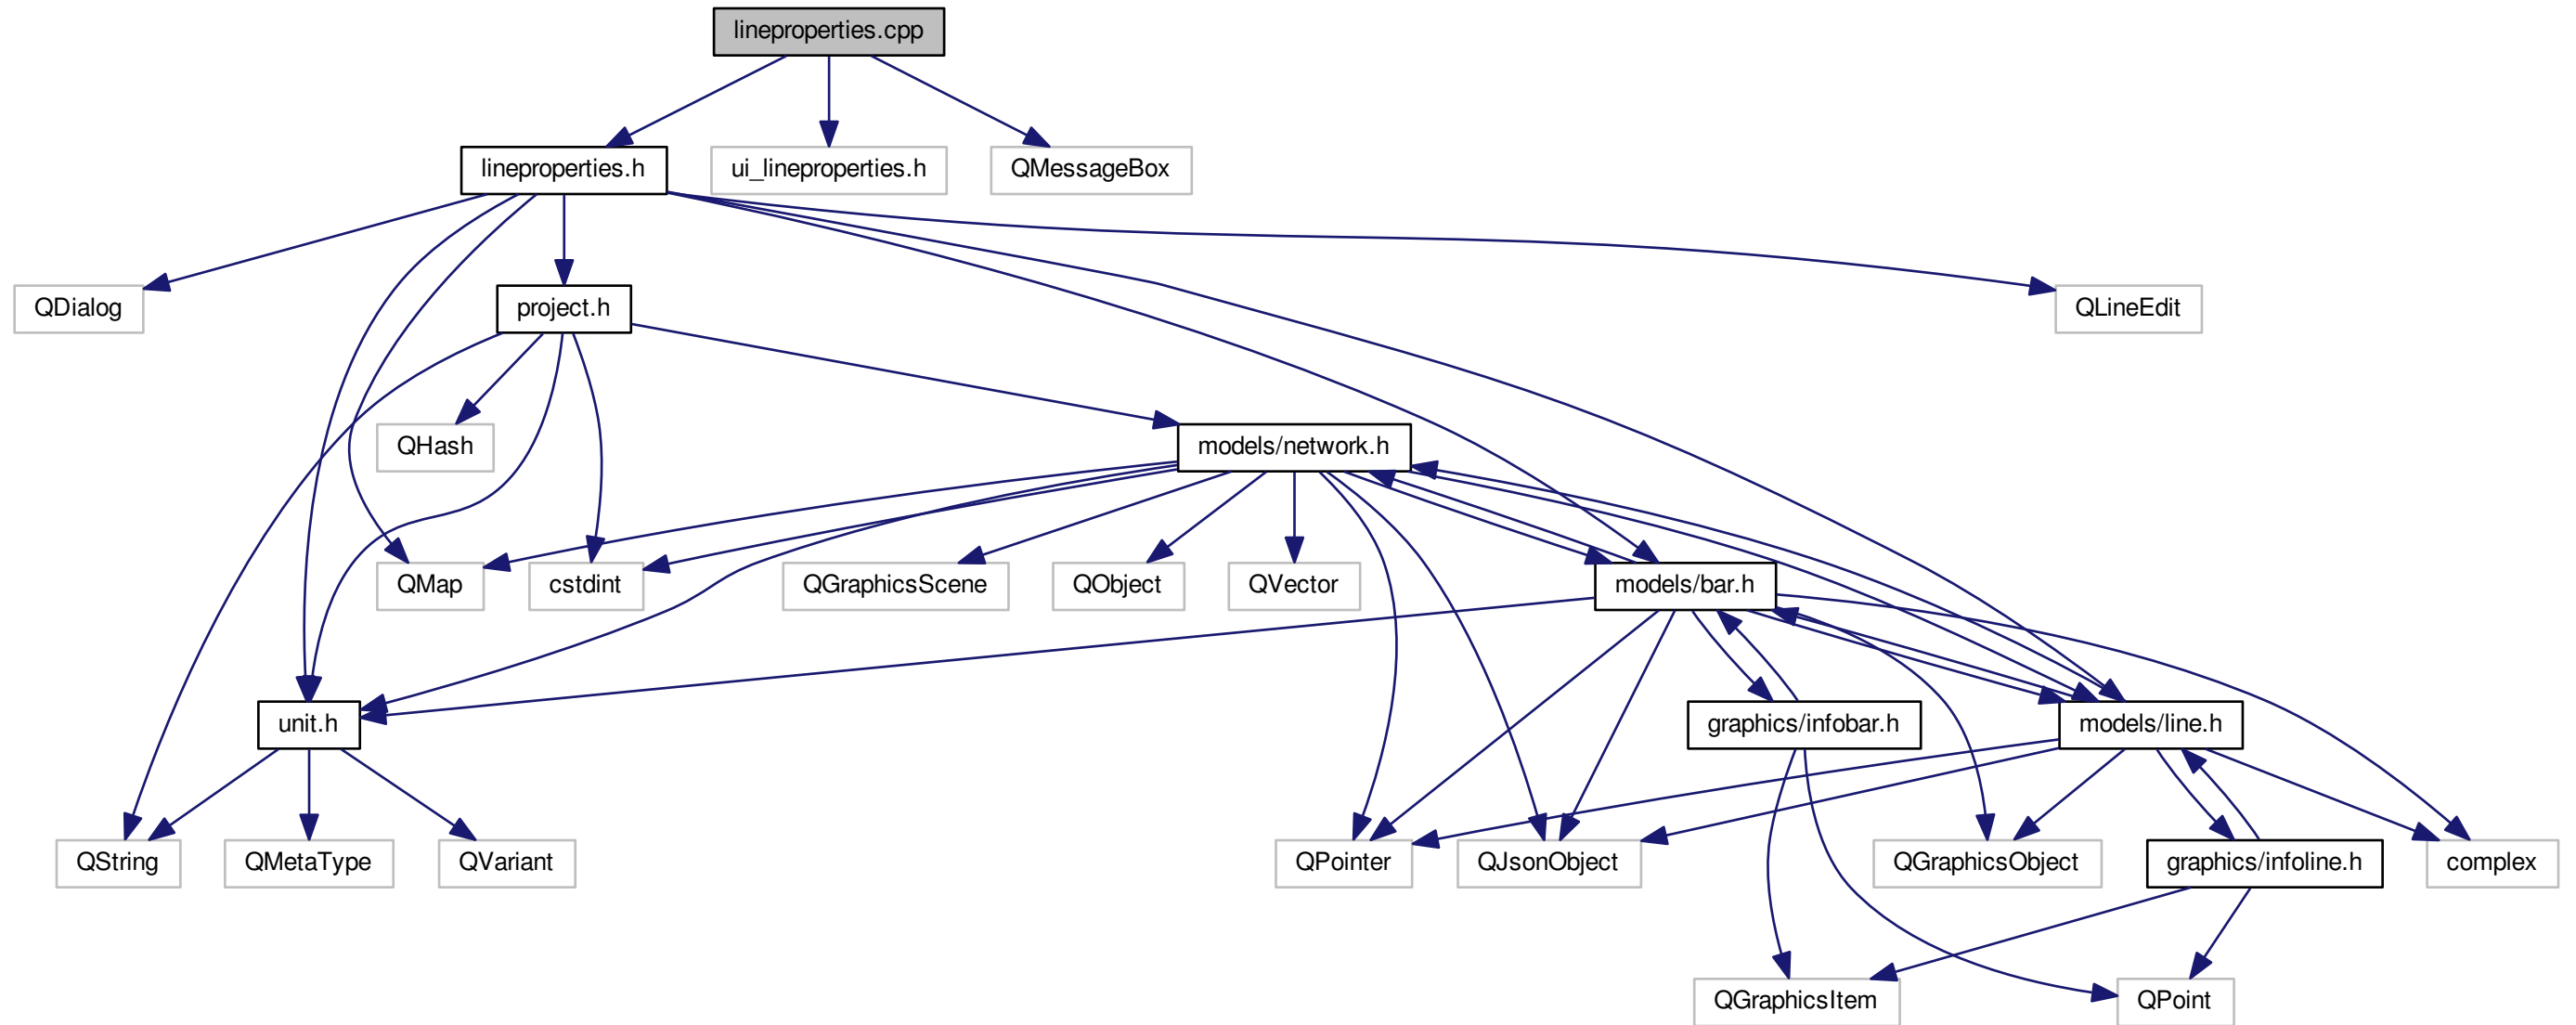 lineproperties.cpp
lineproperties.h
ui_lineproperties.h
QMessageBox
QDialog
project.h
QLineEdit
QHash
models/network.h
QMap
cstdint
QGraphicsScene
QObject
QVector
models/bar.h
unit.h
graphics/infobar.h
models/line.h
QString
QMetaType
QVariant
QPointer
QJsonObject
QGraphicsObject
graphics/infoline.h
complex
QGraphicsItem
QPoint